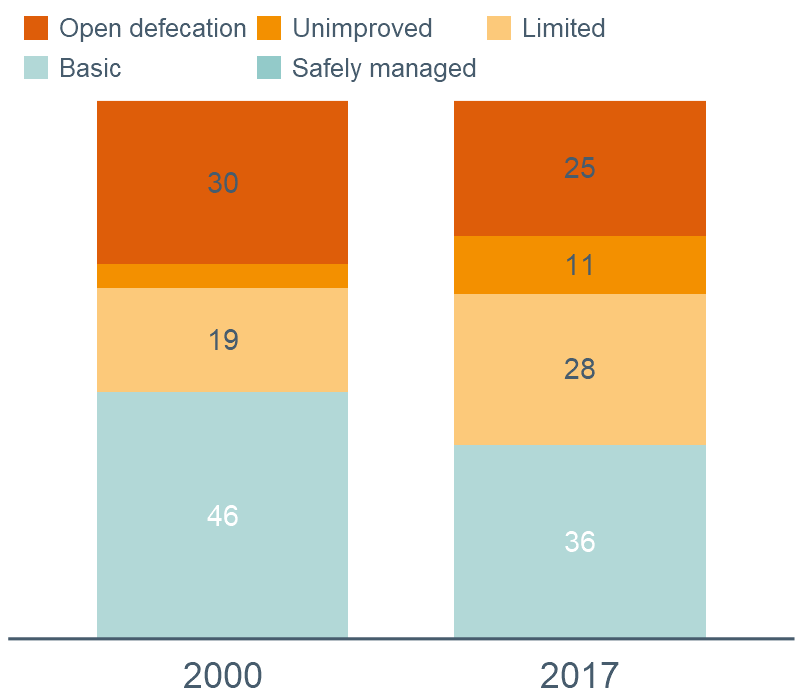 Open defecation Unimproved Limited
Basic Safely managed
30 25
11
19 28
46 36
2000 2017